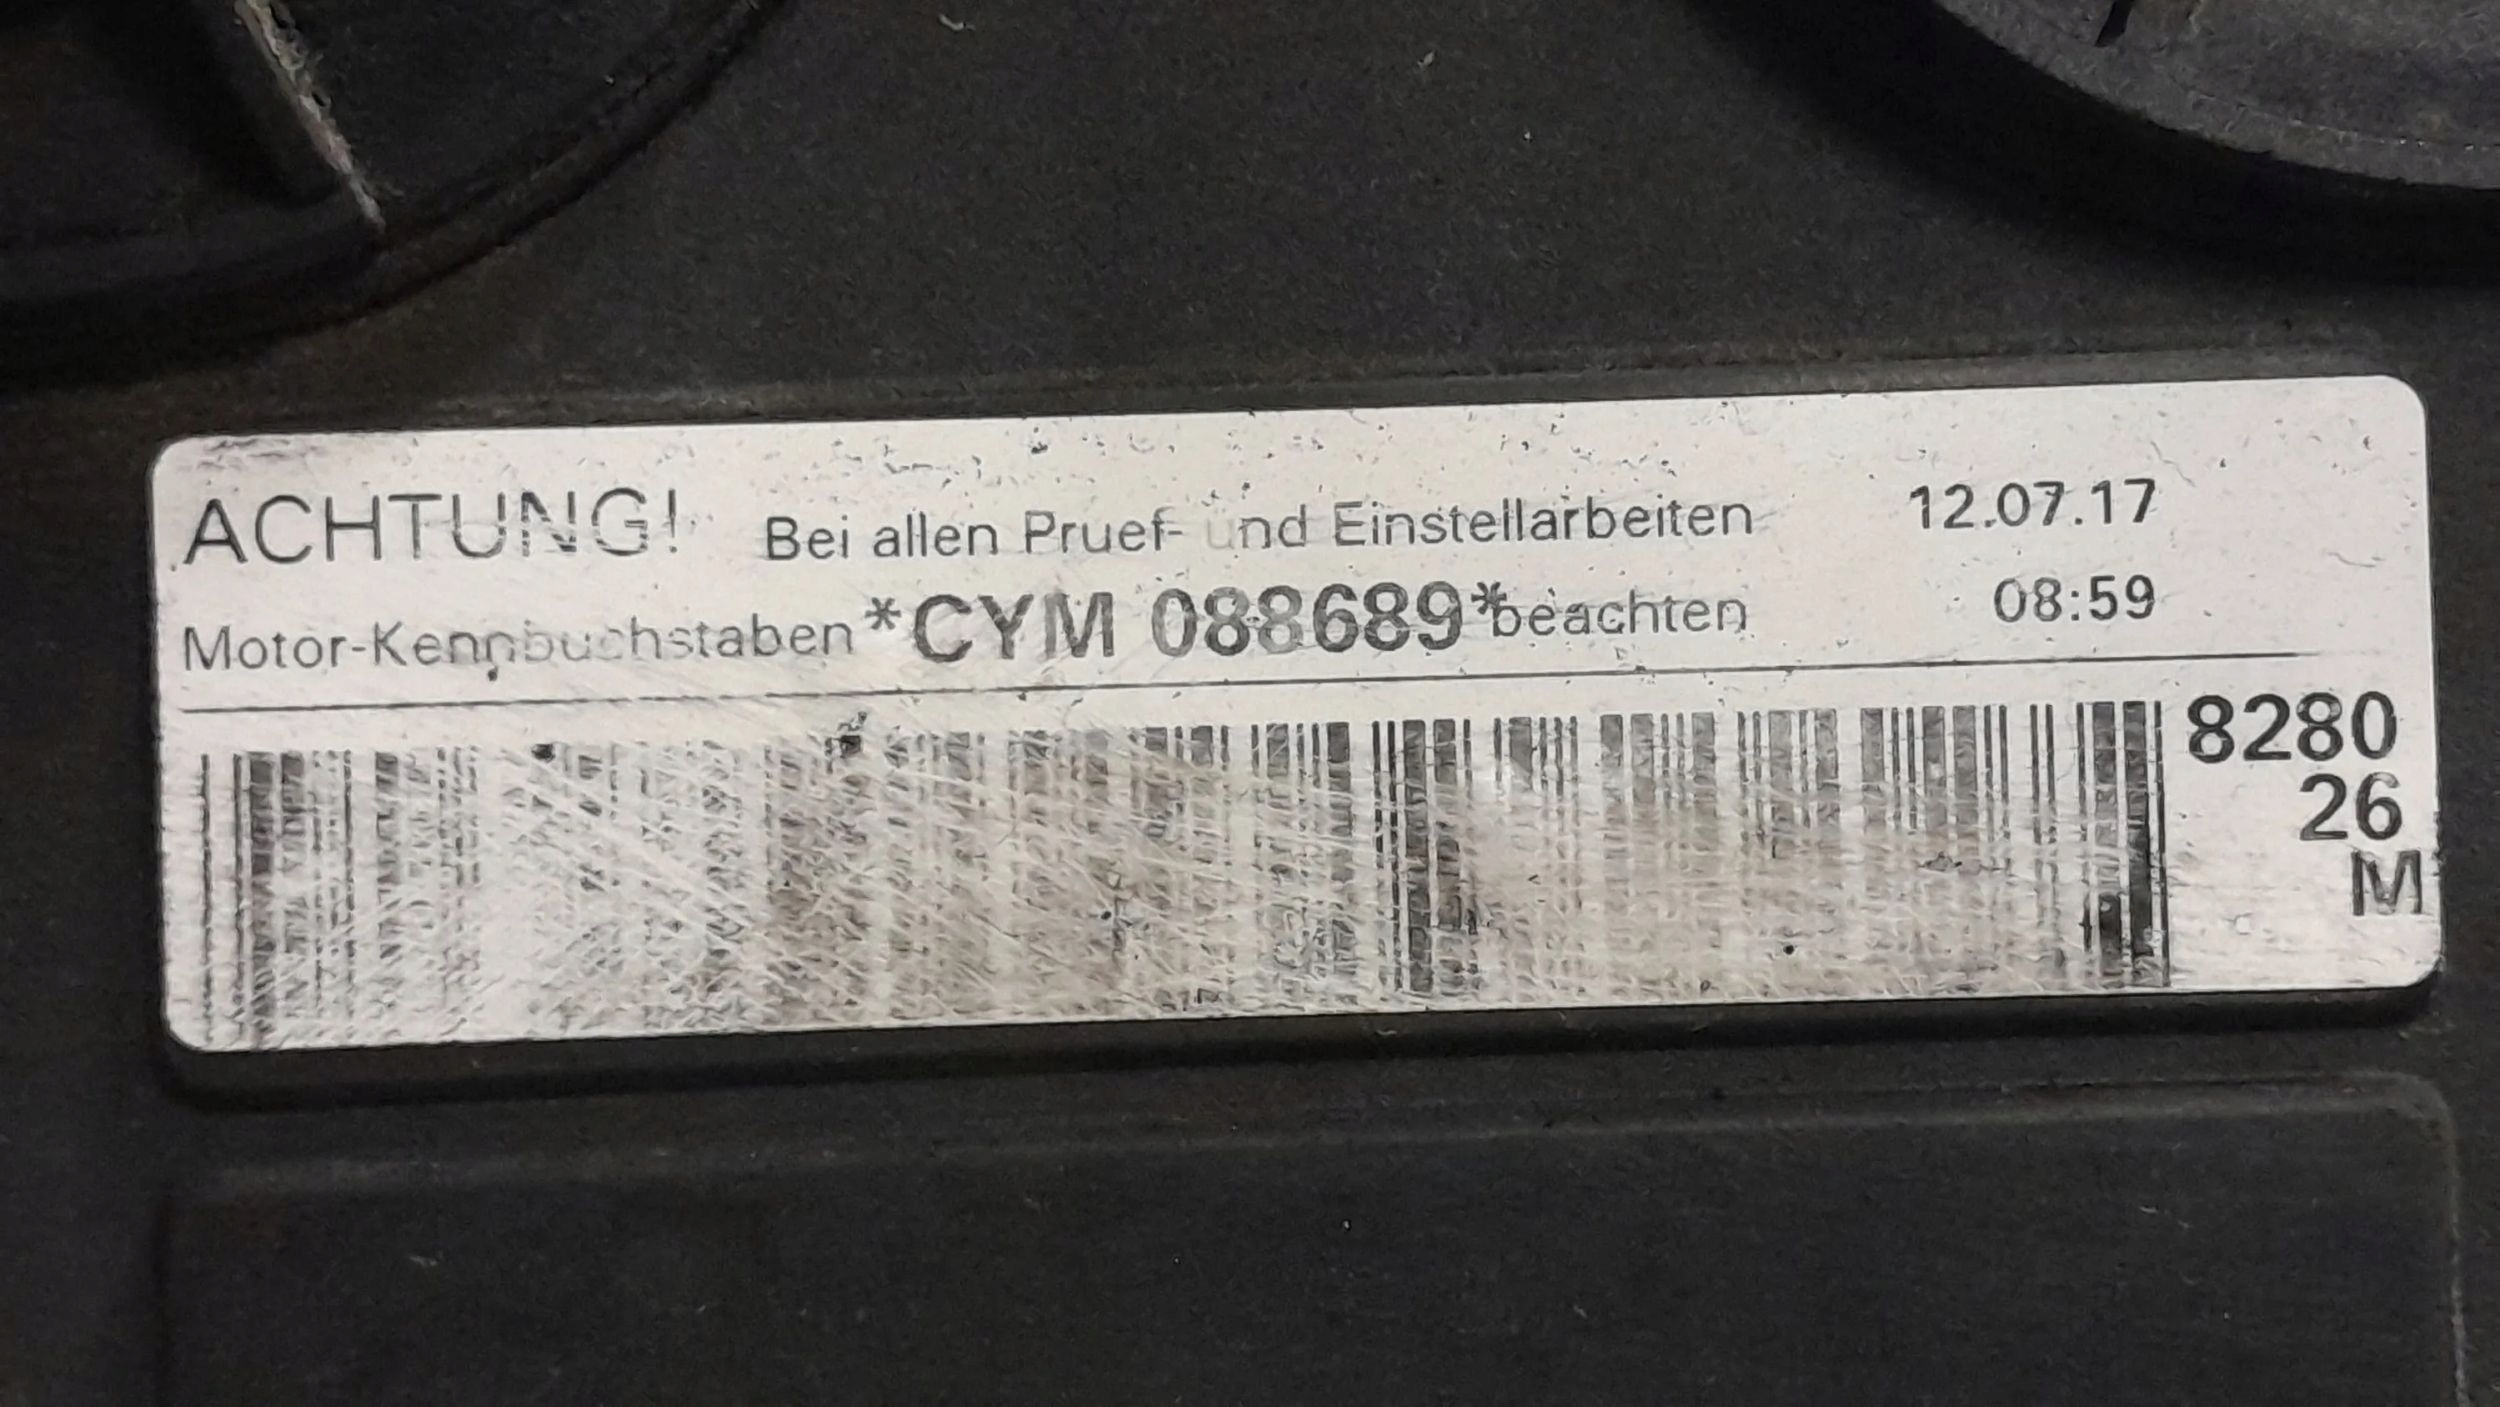 ACHTUNG! Bei allen Pruef- und Einstellarbeiten 12.07.17
Motor-Kennbuchstaben *CYM 088689* beachten 08:59
8280
26
M